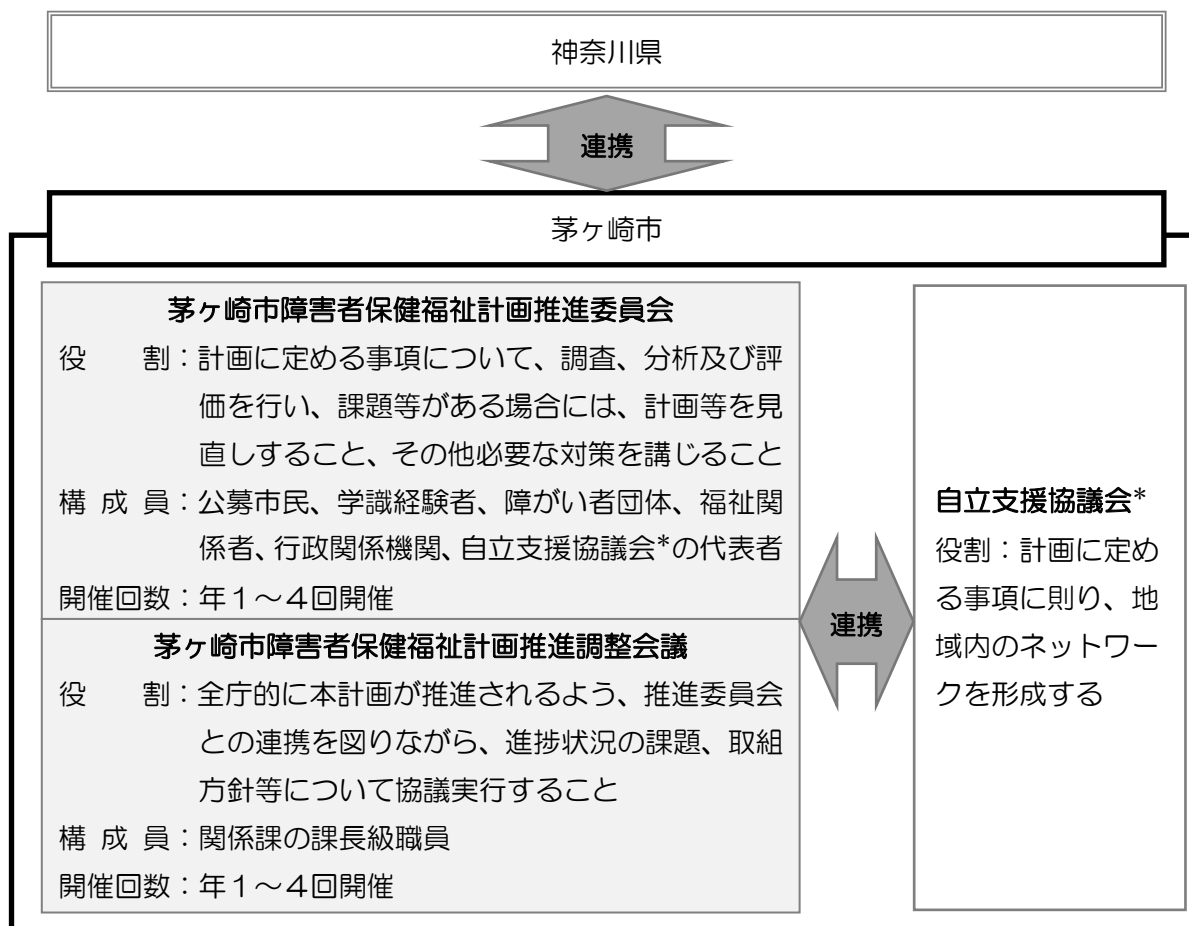 神奈川県
連携
茅ヶ崎市
茅ヶ崎市障害者保健福祉計画推進委員会
役　　割：計画に定める事項について、調査、分析及び評
価を行い、課題等がある場合には、計画等を見
直しすること、その他必要な対策を講じること
構 成 員：公募市民、学識経験者、障がい者団体、福祉関
係者、行政関係機関、自立支援協議会*の代表者
開催回数：年１～４回開催
茅ヶ崎市障害者保健福祉計画推進調整会議
役　　割：全庁的に本計画が推進されるよう、推進委員会
との連携を図りながら、進捗状況の課題、取組
方針等について協議実行すること
構 成 員：関係課の課長級職員
開催回数：年１～４回開催
連携
自立支援協議会*
役割：計画に定め
る事項に則り、地
域内のネットワー
クを形成する